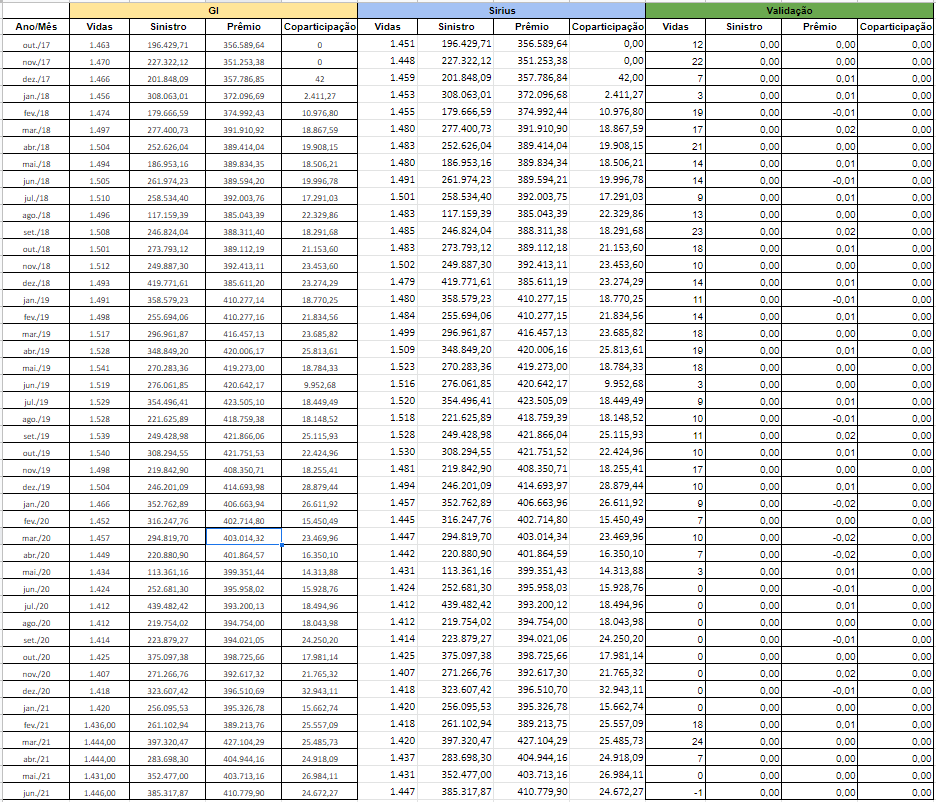 GI Sirius Validação
Ano/Mês Vidas Sinistro Prêmio Coparticipação Vidas Sinistro Prêmio Coparticipação Vidas Sinistro Prêmio Coparticipação
out./17 1.463 196.429,71 356.589,64 0 1.451 196.429,71 356.589,64 0,00 12 0,00 0,00 0,00
nov./17 1.470 227.322,12 351.253,38 0 1.448 227.322,12 351.253,38 0,00 22 0,00 0,00 0,00
dez./17 1.466 201.848,09 357.786,85 42 1.459 201.848,09 357.786,84 42,00 7 0,00 0,01 0,00
jan./18 1.456 308.063,01 372.096,69 2.411,27 1.453 308.063,01 372.096,68 2.411,27 3 0,00 0,01 0,00
fev./18 1.474 179.666,59 374.992,43 10.976,80 1.455 179.666,59 374.992,44 10.976,80 19 0,00 -0,01 0,00
mar./18 1.497 277.400,73 391.910,92 18.867,59 1.480 277.400,73 391.910,90 18.867,59 17 0,00 0,02 0,00
abr./18 1.504 252.626,04 389.414,04 19.908,15 1.483 252.626,04 389.414,04 19.908,15 21 0,00 0,00 0,00
mai./18 1.494 186.953,16 389.834,35 18.506,21 1.480 186.953,16 389.834,34 18.506,21 14 0,00 0,01 0,00
jun./18 1.505 261.974,23 389.594,20 19.996,78 1.491 261.974,23 389.594,21 19.996,78 14 0,00 -0,01 0,00
jul./18 1.510 258.534,40 392.003,76 17.291,03 1.501 258.534,40 392.003,75 17.291,03 9 0,00 0,01 0,00
ago./18 1.496 117.159,39 385.043,39 22.329,86 1.483 117.159,39 385.043,39 22.329,86 13 0,00 0,00 0,00
set./18 1.508 246.824,04 388.311,40 18.291,68 1.485 246.824,04 388.311,38 18.291,68 23 0,00 0,02 0,00
out./18 1.501 273.793,12 389.112,19 21.153,60 1.483 273.793,12 389.112,18 21.153,60 18 0,00 0,01 0,00
nov./18 1.512 249.887,30 392.413,11 23.453,60 1.502 249.887,30 392.413,11 23.453,60 10 0,00 0,00 0,00
dez./18 1.493 419.771,61 385.611,20 23.274,29 1.479 419.771,61 385.611,19 23.274,29 14 0,00 0,01 0,00
jan./19 1.491 358.579,23 410.277,14 18.770,25 1.480 358.579,23 410.277,15 18.770,25 11 0,00 -0,01 0,00
fev./19 1.498 255.694,06 410.277,16 21.834,56 1.484 255.694,06 410.277,15 21.834,56 14 0,00 0,01 0,00
mar./19 1.517 296.961,87 416.457,13 23.685,82 1.499 296.961,87 416.457,13 23.685,82 18 0,00 0,00 0,00
abr./19 1.528 348.849,20 420.006,17 25.813,61 1.509 348.849,20 420.006,16 25.813,61 19 0,00 0,01 0,00
mai./19 1.541 270.283,36 419.273,00 18.784,33 1.523 270.283,36 419.273,00 18.784,33 18 0,00 0,00 0,00
jun./19 1.519 276.061,85 420.642,17 9.952,68 1.516 276.061,85 420.642,17 9.952,68 3 0,00 0,00 0,00
jul./19 1.529 354.496,41 423.505,10 18.449,49 1.520 354.496,41 423.505,09 18.449,49 9 0,00 0,01 0,00
ago./19 1.528 221.625,89 418.759,38 18.148,52 1.518 221.625,89 418.759,39 18.148,52 10 0,00 -0,01 0,00
set./19 1.539 249.428,98 421.866,06 25.115,93 1.528 249.428,98 421.866,04 25.115,93 11 0,00 0,02 0,00
out./19 1.540 308.294,55 421.751,53 22.424,96 1.530 308.294,55 421.751,52 22.424,96 10 0,00 0,01 0,00
nov./19 1.498 219.842,90 408.350,71 18.255,41 1.481 219.842,90 408.350,71 18.255,41 17 0,00 0,00 0,00
dez./19 1.504 246.201,09 414.693,98 28.879,44 1.494 246.201,09 414.693,97 28.879,44 10 0,00 0,01 0,00
jan./20 1.466 352.762,89 406.663,94 26.611,92 1.457 352.762,89 406.663,96 26.611,92 9 0,00 -0,02 0,00
fev./20 1.452 316.247,76 402.714,80 15.450,49 1.445 316.247,76 402.714,80 15.450,49 7 0,00 0,00 0,00
mar./20 1.457 294.819,70 403.014,32 23.469,96 1.447 294.819,70 403.014,34 23.469,96 10 0,00 -0,02 0,00
abr./20 1.449 220.880,90 401.864,57 16.350,10 1.442 220.880,90 401.864,59 16.350,10 7 0,00 -0,02 0,00
mai./20 1.434 113.361,16 399.351,44 14.313,88 1.431 113.361,16 399.351,43 14.313,88 3 0,00 0,01 0,00
jun./20 1.424 252.681,30 395.958,02 15.928,76 1.424 252.681,30 395.958,03 15.928,76 0 0,00 -0,01 0,00
jul./20 1.412 439.482,42 393.200,13 18.494,96 1.412 439.482,42 393.200,12 18.494,96 0 0,00 0,01 0,00
ago./20 1.412 219.754,02 394.754,00 18.043,98 1.412 219.754,02 394.754,00 18.043,98 0 0,00 0,00 0,00
set./20 1.414 223.879,27 394.021,05 24.250,20 1.414 223.879,27 394.021,06 24.250,20 0 0,00 -0,01 0,00
out./20 1.425 375.097,38 398.725,66 17.981,14 1.425 375.097,38 398.725,66 17.981,14 0 0,00 0,00 0,00
nov./20 1.407 271.266,76 392.617,32 21.765,32 1.407 271.266,76 392.617,30 21.765,32 0 0,00 0,02 0,00
dez./20 1.418 323.607,42 396.510,69 32.943,11 1.418 323.607,42 396.510,70 32.943,11 0 0,00 -0,01 0,00
jan./21 1.420 256.095,53 395.326,78 15.662,74 1.420 256.095,53 395.326,78 15.662,74 0 0,00 0,00 0,00
fev./21 1.436,00 261.102,94 389.213,76 25.557,09 1.418 261.102,94 389.213,75 25.557,09 18 0,00 0,01 0,00
mar./21 1.444,00 397.320,47 427.104,29 25.485,73 1.420 397.320,47 427.104,29 25.485,73 24 0,00 0,00 0,00
abr./21 1.444,00 283.698,30 404.944,16 24.918,09 1.437 283.698,30 404.944,16 24.918,09 7 0,00 0,00 0,00
mai./21 1.431,00 352.477,00 403.713,16 26.984,11 1.431 352.477,00 403.713,16 26.984,11 0 0,00 0,00 0,00
jun./21 1.446,00 385.317,87 410.779,90 24.672,27 1.447 385.317,87 410.779,90 24.672,27 -1 0,00 0,00 0,00